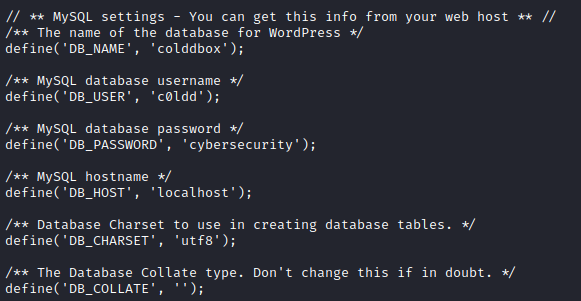 // ** MySQL settings - You can get this info from your web host ** //
/** The name of the database for WordPress */
define('DB_NAME', 'colddbox');
/** MySQL database username */
define('DB_USER', 'c0ldd');
/** MySQL database password */
define('DB_PASSWORD', 'cybersecurity');
/** MySQL hostname */
define('DB_HOST', 'localhost');
/** Database Charset to use in creating database tables. */
define('DB_CHARSET', 'utf8');
/** The Database Collate type. Don't change this if in doubt. */
define('DB_COLLATE', '');